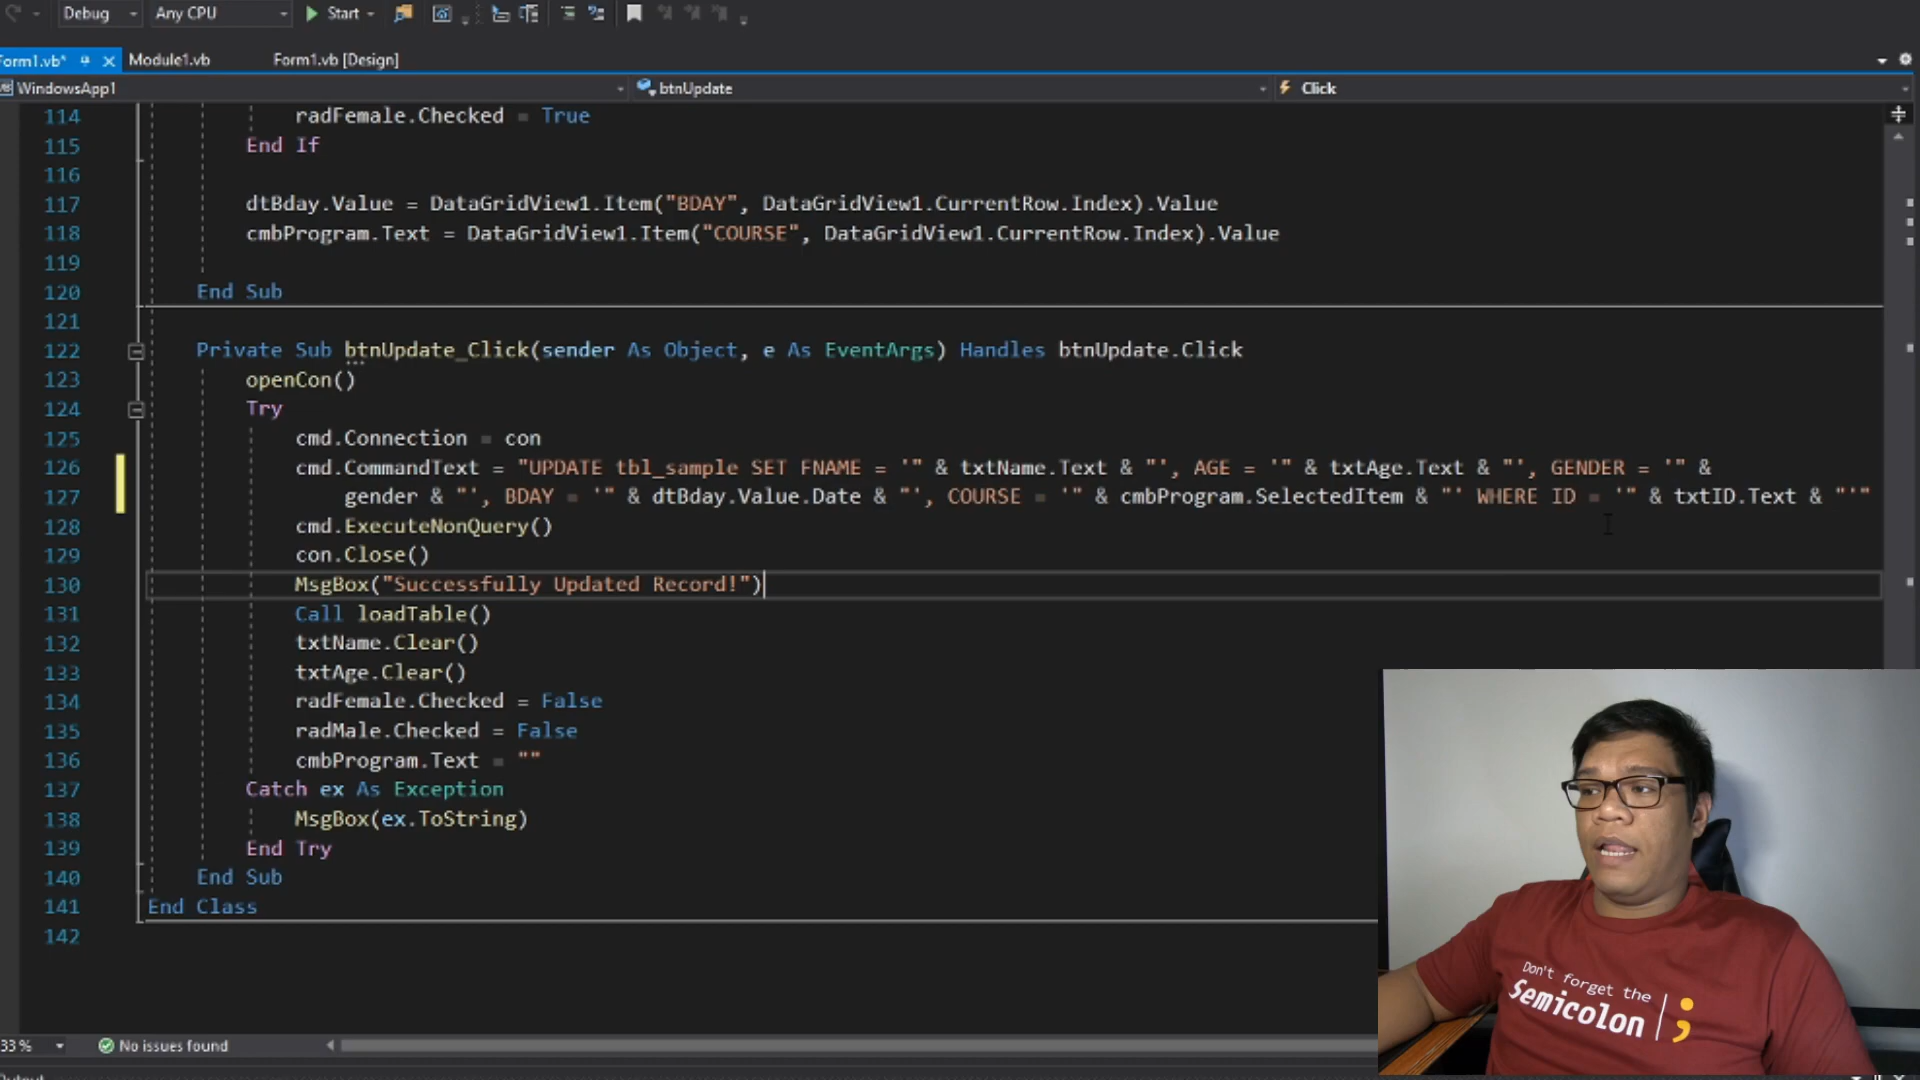 Debug Any CPU Start
Form1.vb* Module1.vb Form1.vb [Design]
WindowsApp1 btnUpdate Click
114 radFemale.Checked = True
115 End If
116
117 dtBday.Value = DataGridView1.Item("BDAY", DataGridView1.CurrentRow.Index).Value
118 cmbProgram.Text = DataGridView1.Item("COURSE", DataGridView1.CurrentRow.Index).Value
119
120 End Sub
121
122 Private Sub btnUpdate_Click(sender As Object, e As EventArgs) Handles btnUpdate.Click
123 openCon()
124 Try
125 cmd.Connection = con
126 cmd.CommandText = "UPDATE tbl_sample SET FNAME = '" & txtName.Text & "', AGE = '" & txtAge.Text & "', GENDER = '" &
127 gender & "', BDAY = '" & dtBday.Value.Date & "', COURSE = '" & cmbProgram.SelectedItem & "' WHERE ID = '" & txtID.Text & "'"
128 cmd.ExecuteNonQuery()
129 con.Close()
130 MsgBox("Successfully Updated Record!")
131 Call loadTable()
132 txtName.Clear()
133 txtAge.Clear()
134 radFemale.Checked = False
135 radMale.Checked = False
136 cmbProgram.Text = ""
137 Catch ex As Exception
138 MsgBox(ex.ToString)
139 End Try
140 End Sub
141 End Class
142
33 % No issues found
Output
Don't forget the
Semicolon ;